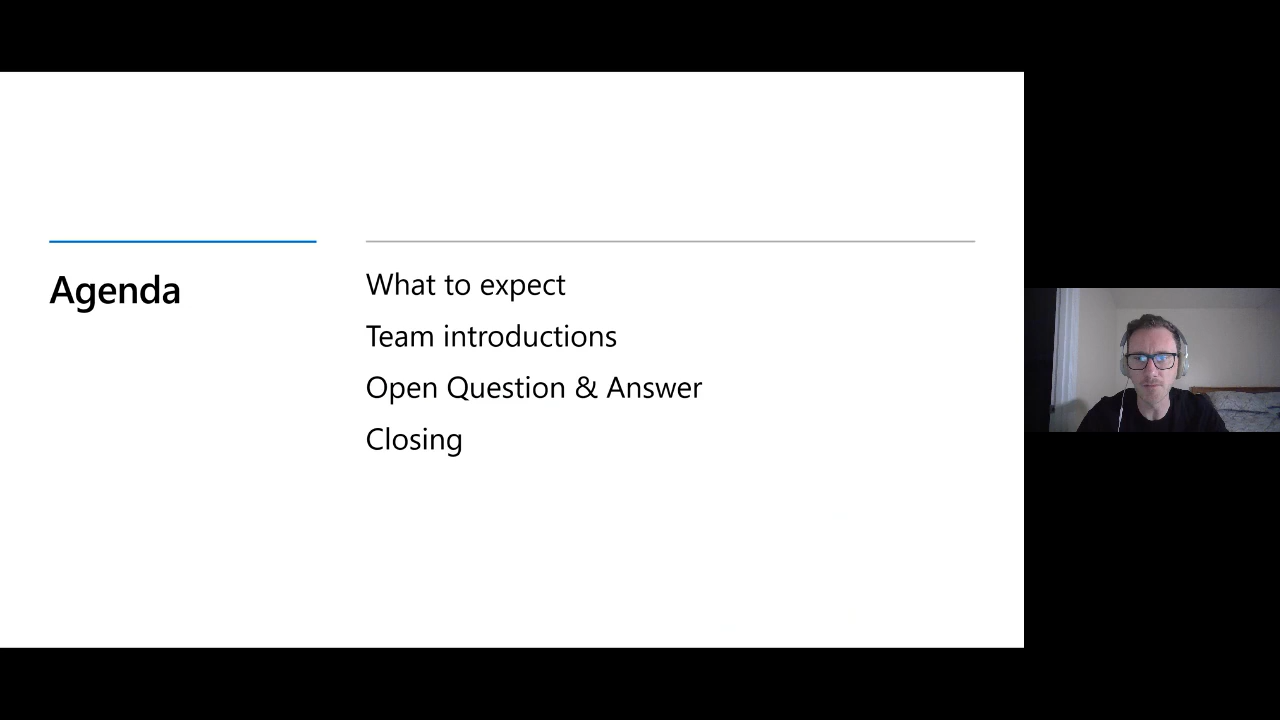 Agenda
What to expect
Team introductions
Open Question & Answer
Closing